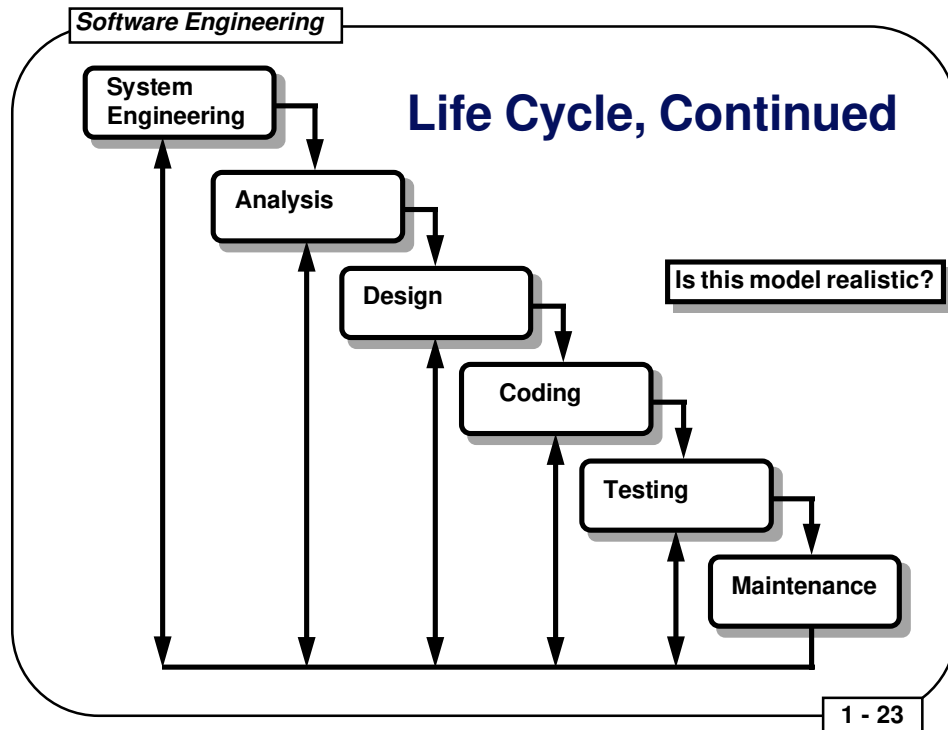 Software Engineering
System
Engineering
Life Cycle, Continued
Analysis
Design
Is this model realistic?
Coding
Testing
Maintenance
1 - 23